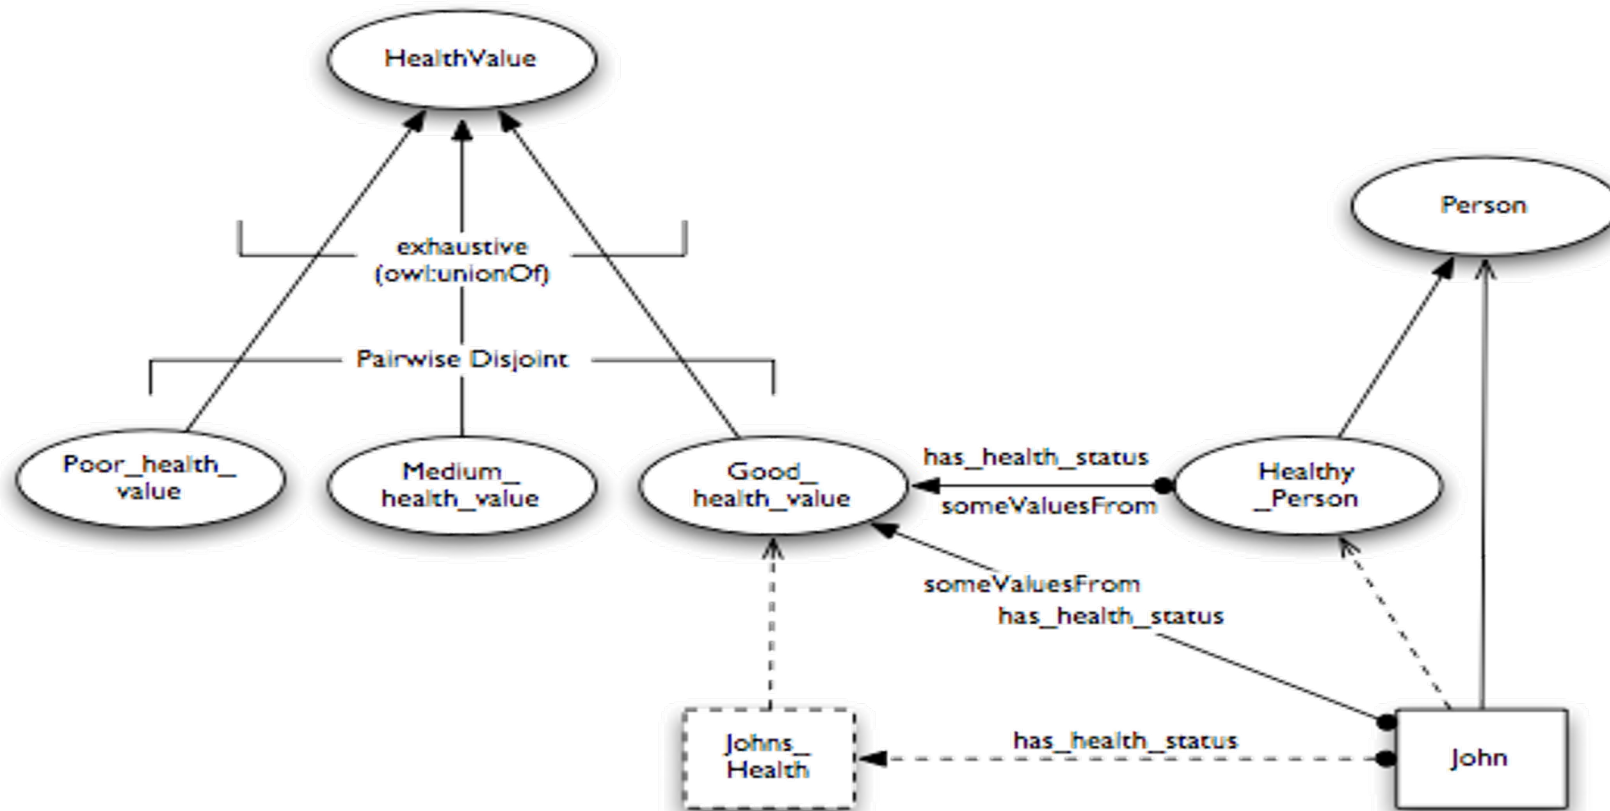 HealthValue
Person
exhaustive
(owl:unionOf)
Pairwise Disjoint
Poor_health_
value
Medium_
health_value
Good_
health_value
has_health_status
someValuesFrom
Healthy
_Person
someValuesFrom
has_health_status
Johns_
Health
has_health_status
John